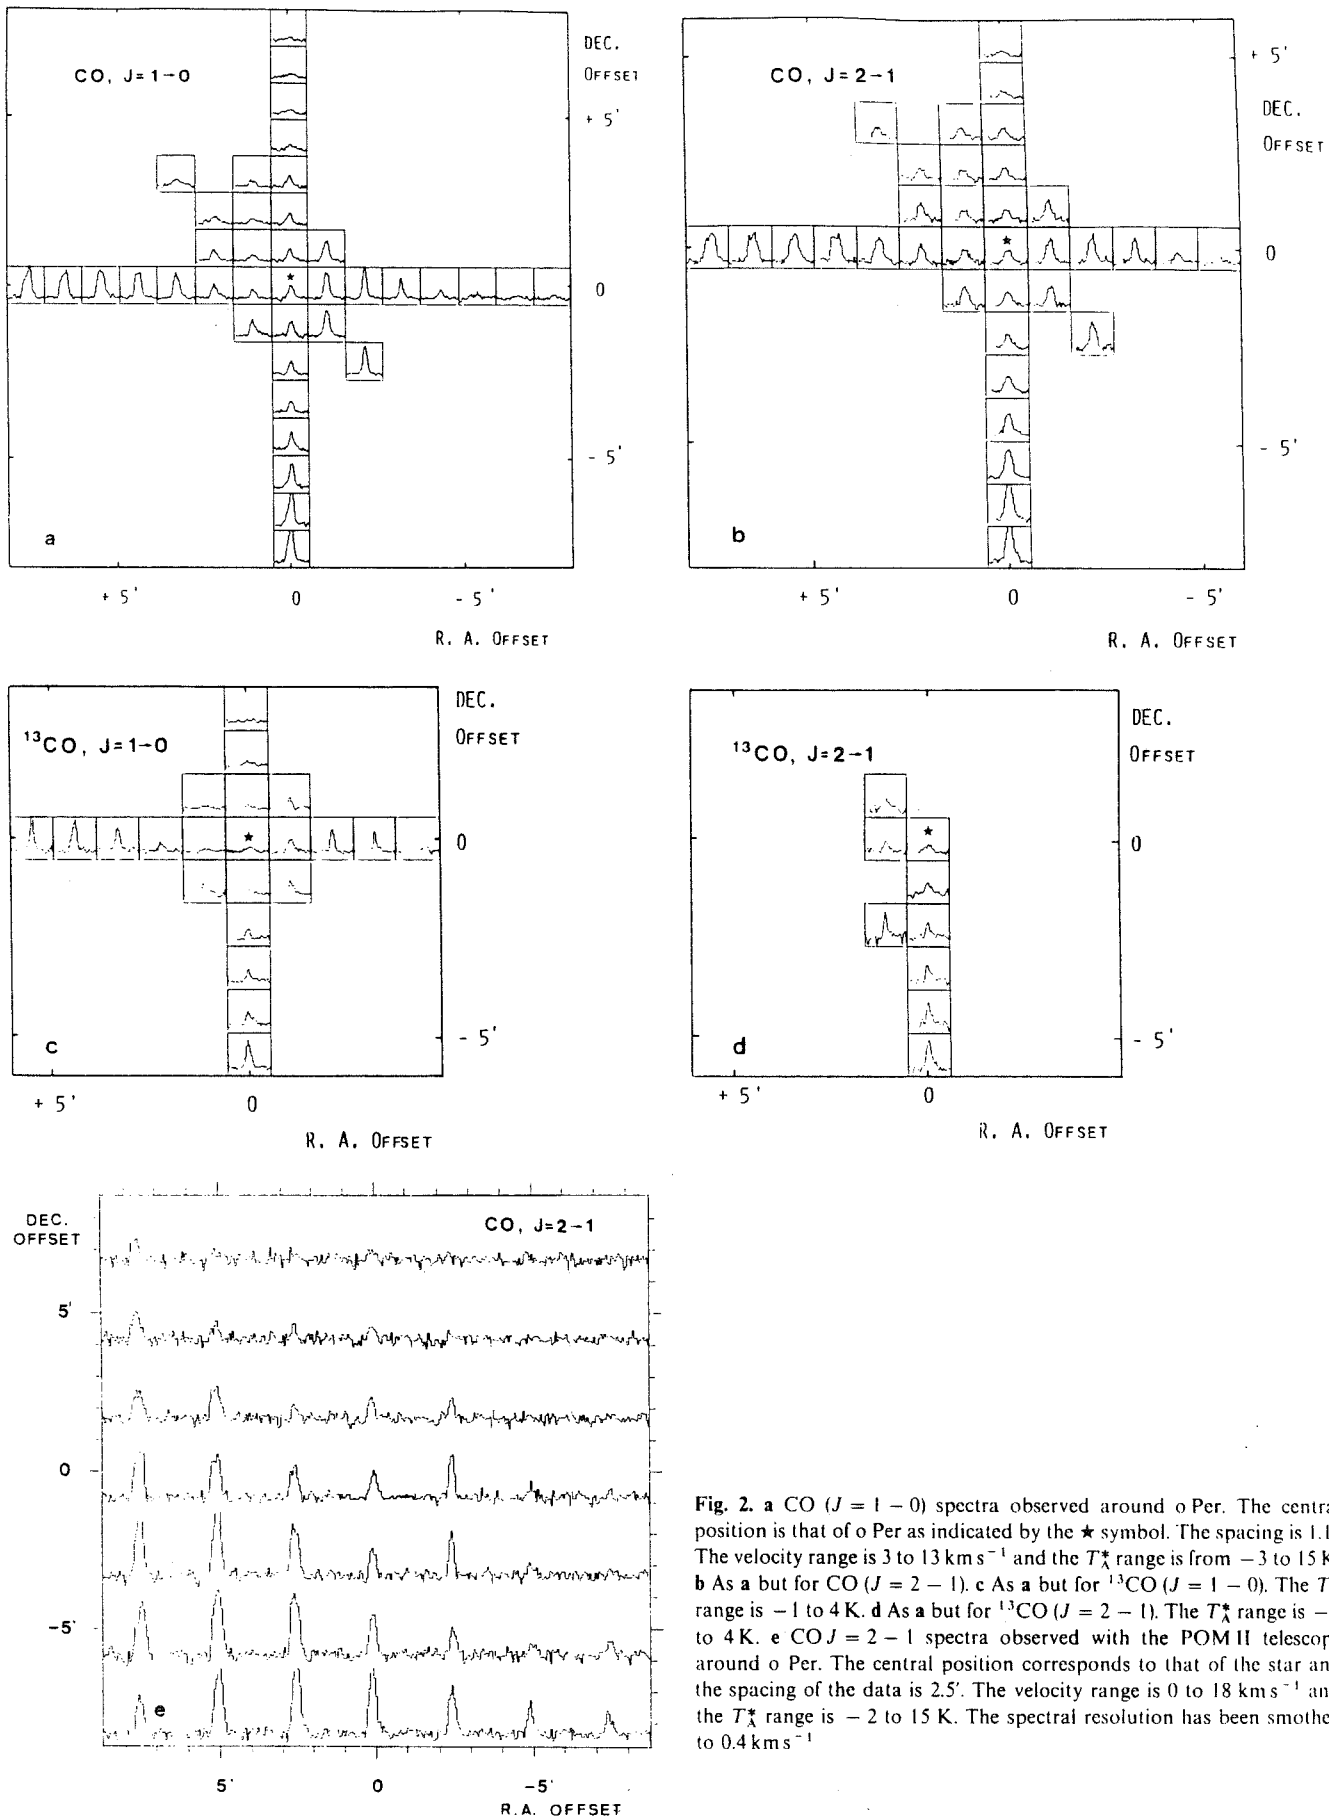 CO, J=1→0
DEC.
OFFSET
+ 5'
0
- 5'
a
+ 5'
0
- 5'
R. A. OFFSET
CO, J=2→1
+ 5'
DEC.
OFFSET
0
- 5'
b
+ 5'
0
- 5'
R. A. OFFSET
¹³CO, J=1→0
DEC.
OFFSET
0
- 5'
c
+ 5'
0
R. A. OFFSET
¹³CO, J=2→1
DEC.
OFFSET
0
- 5'
d
+ 5'
0
R. A. OFFSET
DEC.
OFFSET
CO, J=2→1
5'
0
-5'
e
5'
0
-5'
R.A. OFFSET
Fig. 2. a CO (J = 1 − 0) spectra observed around o Per. The centra
position is that of o Per as indicated by the ★ symbol. The spacing is 1.1
The velocity range is 3 to 13 km s⁻¹ and the T*A range is from − 3 to 15 K
b As a but for CO (J = 2 − 1). c As a but for ¹³CO (J = 1 − 0). The T
range is − 1 to 4 K. d As a but for ¹³CO (J = 2 − 1). The T*A range is −
to 4 K. e CO J = 2 − 1 spectra observed with the POM II telescop
around o Per. The central position corresponds to that of the star an
the spacing of the data is 2.5′. The velocity range is 0 to 18 km s⁻¹ an
the T*A range is − 2 to 15 K. The spectral resolution has been smothe
to 0.4 km s⁻¹